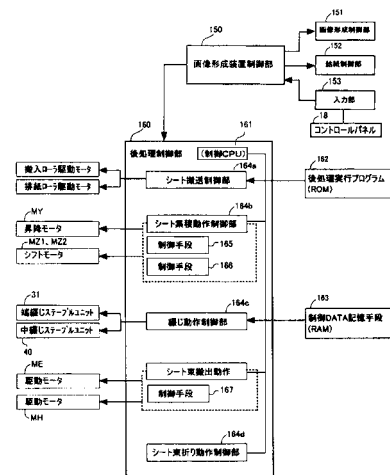 150
画像形成装置制御部
151
画像形成制御部
152
給紙制御部
153
入力部
18
コントロールパネル
160
161
後処理制御部
(制御CPU)
164a
搬入ローラ駆動モータ
排紙ローラ駆動モータ
シート搬送制御部
162
後処理実行プログラム
(ROM)
164b
MY
昇降モータ
MZ1、MZ2
シフトモータ
シート集積動作制御部
制御手段
165
制御手段
166
31
端綴じステープルユニット
中綴じステープルユニット
40
164c
綴じ動作制御部
163
制御DATA記憶手段
(RAM)
ME
駆動モータ
駆動モータ
MH
シート束搬出動作
制御手段
167
164d
シート束折り動作制御部